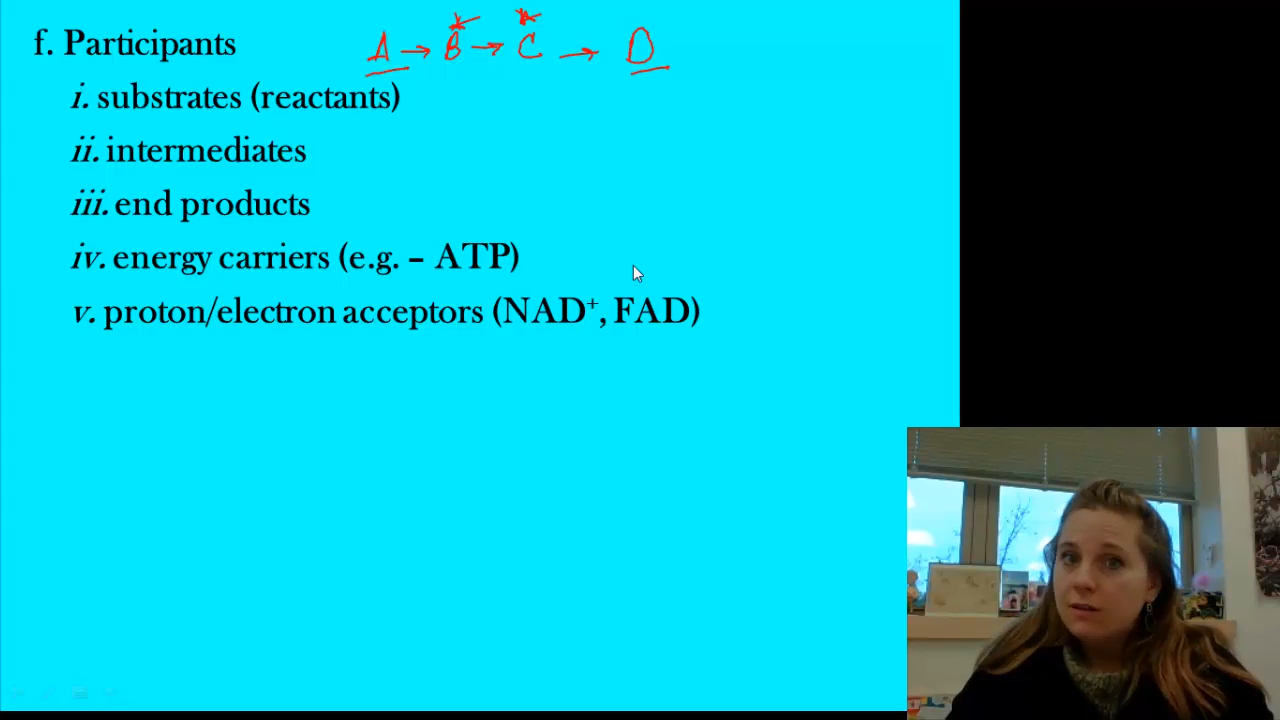 f. Participants A → B → C → D
i. substrates (reactants)
ii. intermediates
iii. end products
iv. energy carriers (e.g. – ATP)
v. proton/electron acceptors (NAD⁺, FAD)